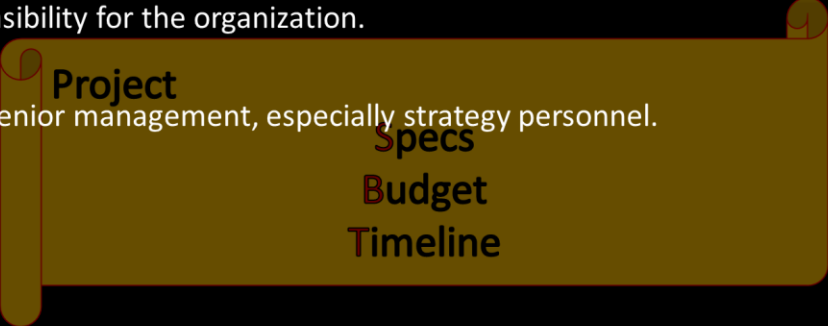 sibility for the organization.
Project
enior management, especially strategy personnel.
Specs
Budget
Timeline